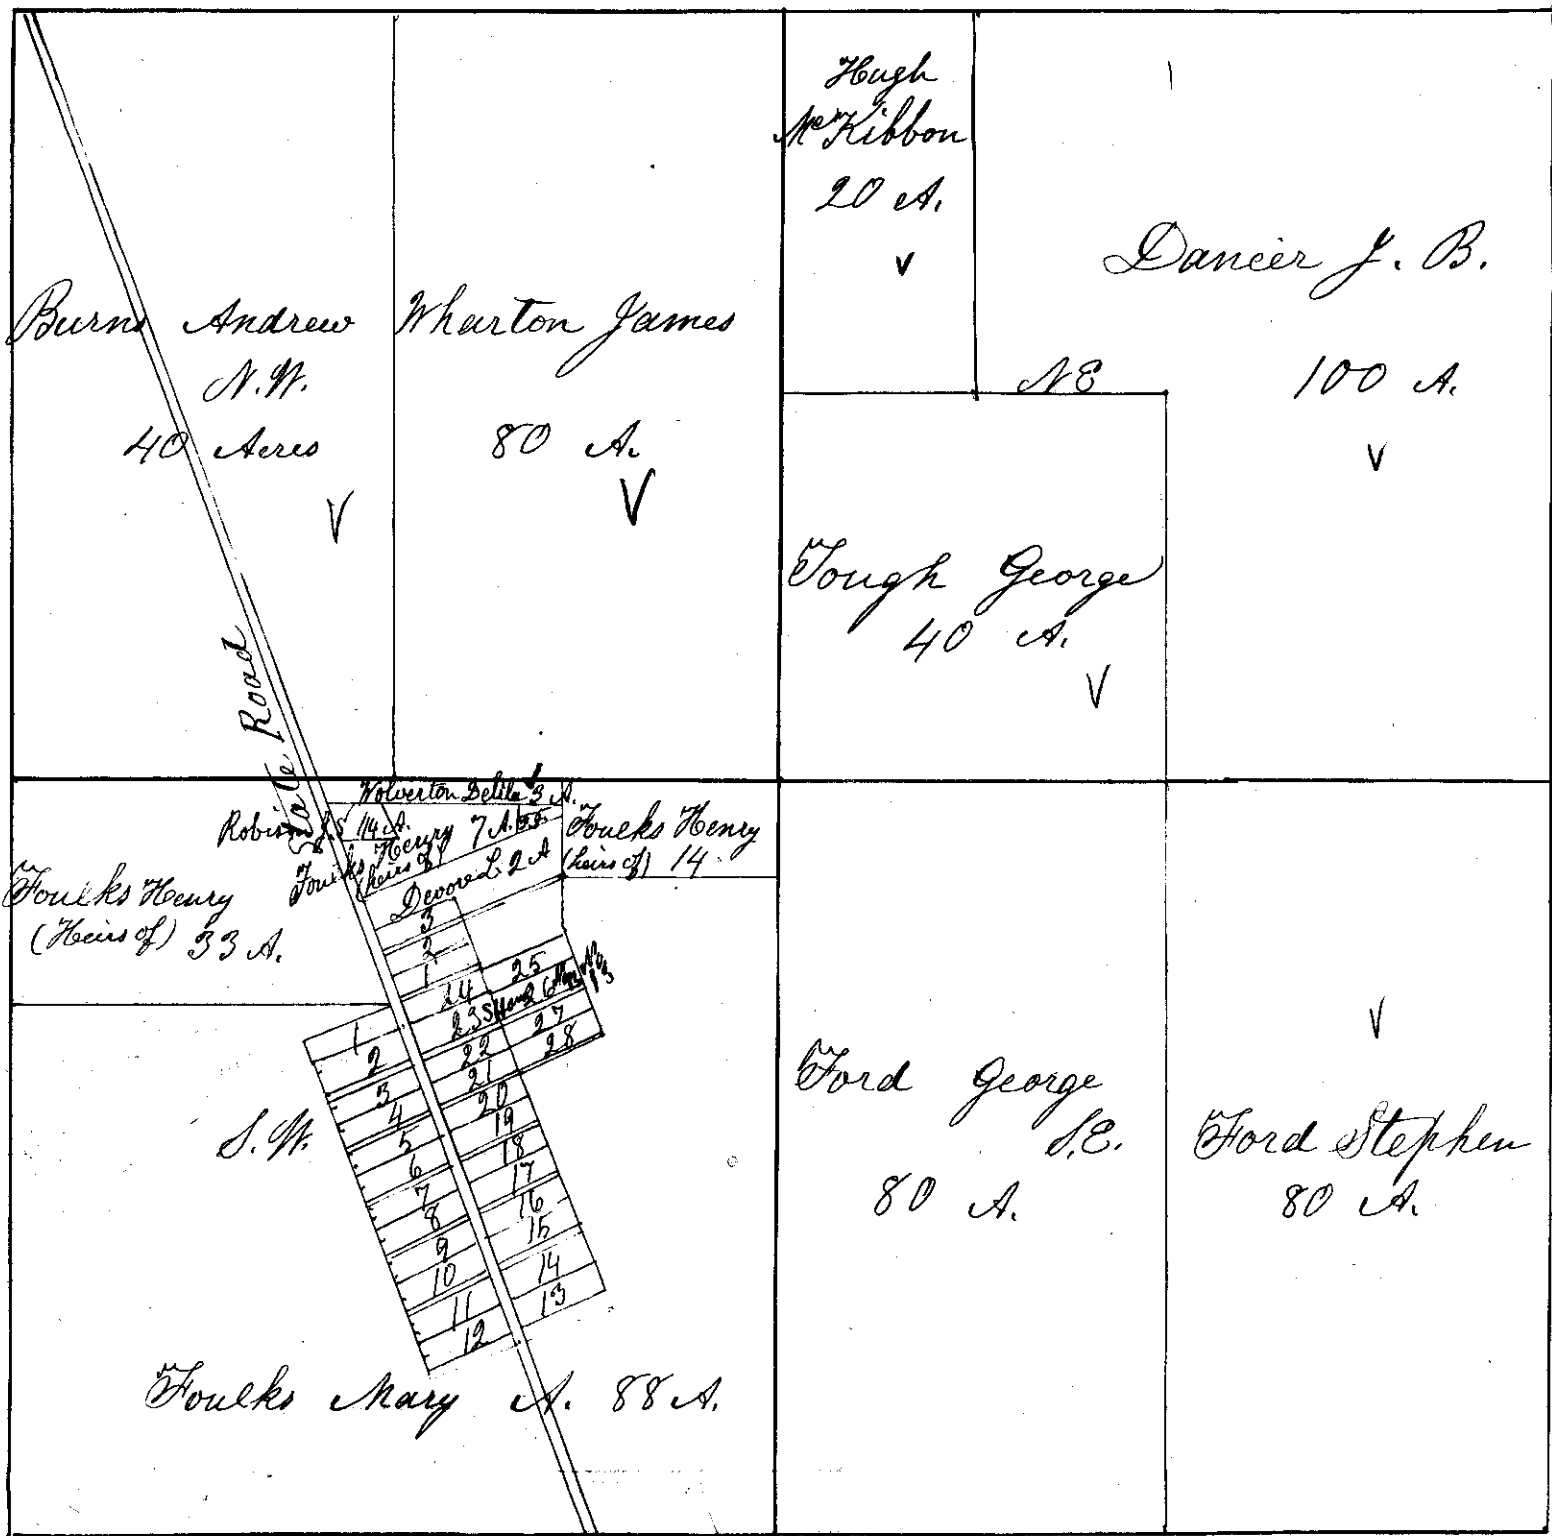 Hugh
McKibbon
20 A.
Dancer J. B.
NE
100 A.
Burns Andrew
N.W.
40 Acres
Wharton James
80 A.
Tough George
40 A.
State Road
Wolverton Delila 3 A.
Robison J. S. 1/4 A.
Foulks Henry 7 A.
(heirs of)
Devore L. 2 A
Foulks Henry
(heirs of) 14
Foulks Henry
(Heirs of) 33 A.
3
2
1
24
25
23
22
27
21
28
20
19
18
17
16
15
14
13
1
2
3
4
5
6
7
8
9
10
11
12
S.W.
Foulks Mary A. 88 A.
Ford George
S.E.
80 A.
Ford Stephen
80 A.